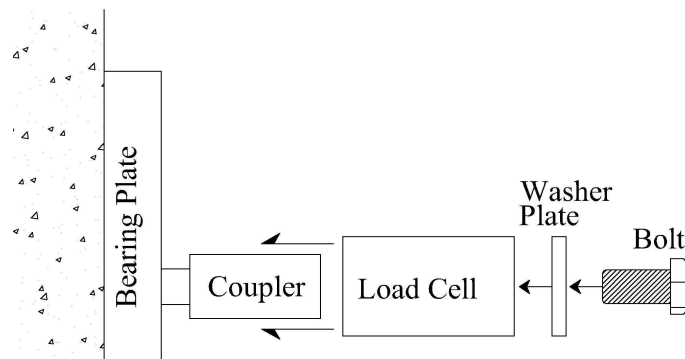 Bearing Plate
Coupler
Load Cell
Washer
Plate
Bolt